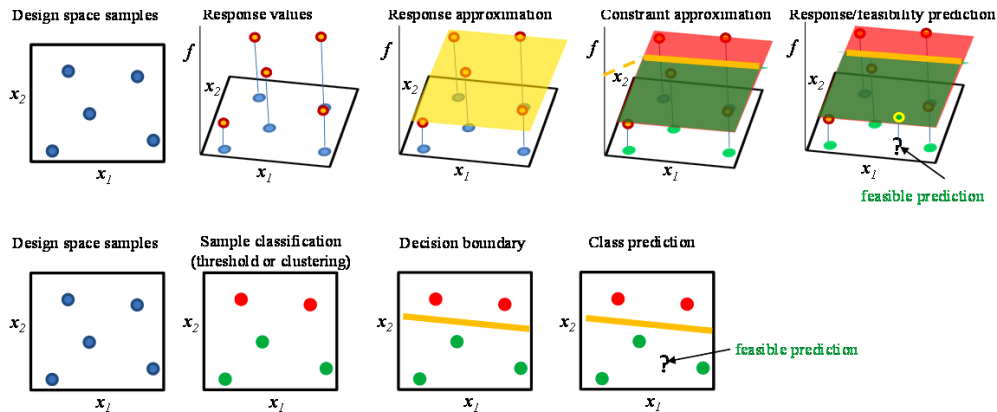 Design space samples
Response values
Response approximation
Constraint approximation
Response/feasibility prediction
x2
x1
f
x2
x1
f
x2
x1
f
x2
x1
f
x2
x1
?
feasible prediction
Design space samples
Sample classification
(threshold or clustering)
Decision boundary
Class prediction
x2
x1
x2
x1
x2
x1
x2
x1
?
feasible prediction